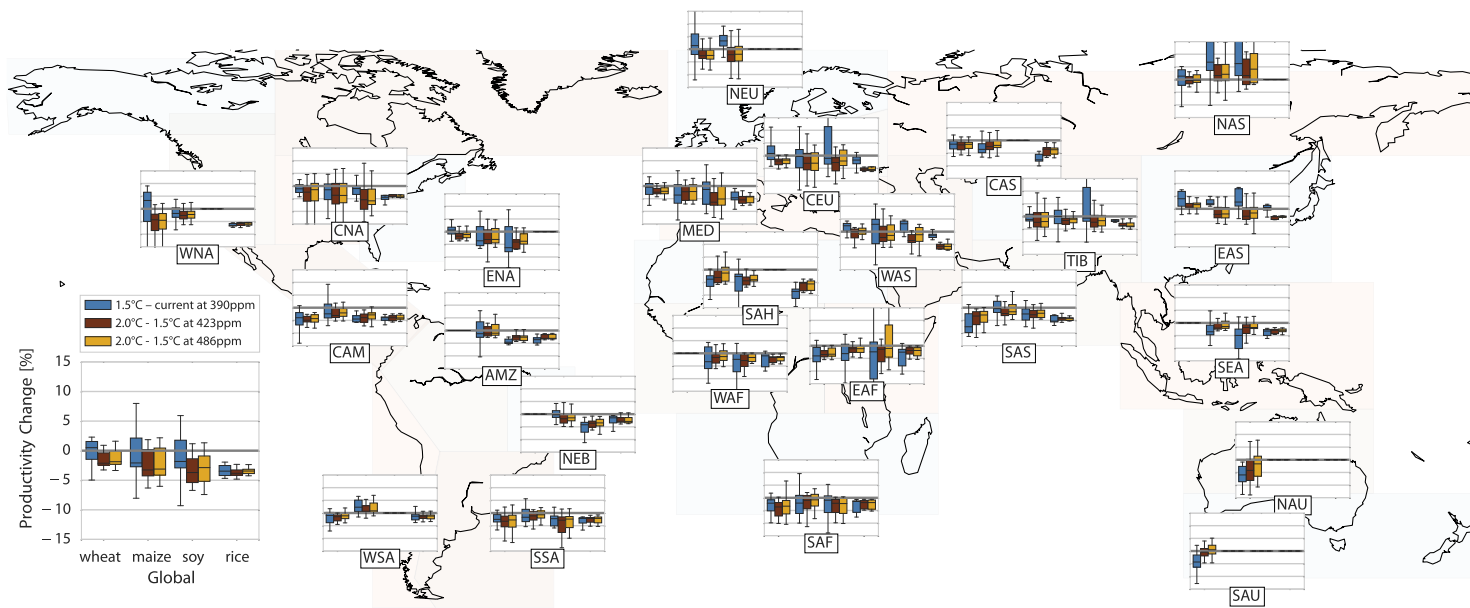 NEU
NAS
CEU
CAS
WNA
CNA
MED
TIB
EAS
ENA
WAS
1.5°C – current at 390ppm
2.0°C - 1.5°C at 423ppm
2.0°C - 1.5°C at 486ppm
SAH
CAM
AMZ
SAS
SEA
WAF
EAF
Productivity Change [%]
15
10
5
0
−5
−10
−15
wheat maize soy rice
Global
NEB
NAU
WSA
SSA
SAF
SAU